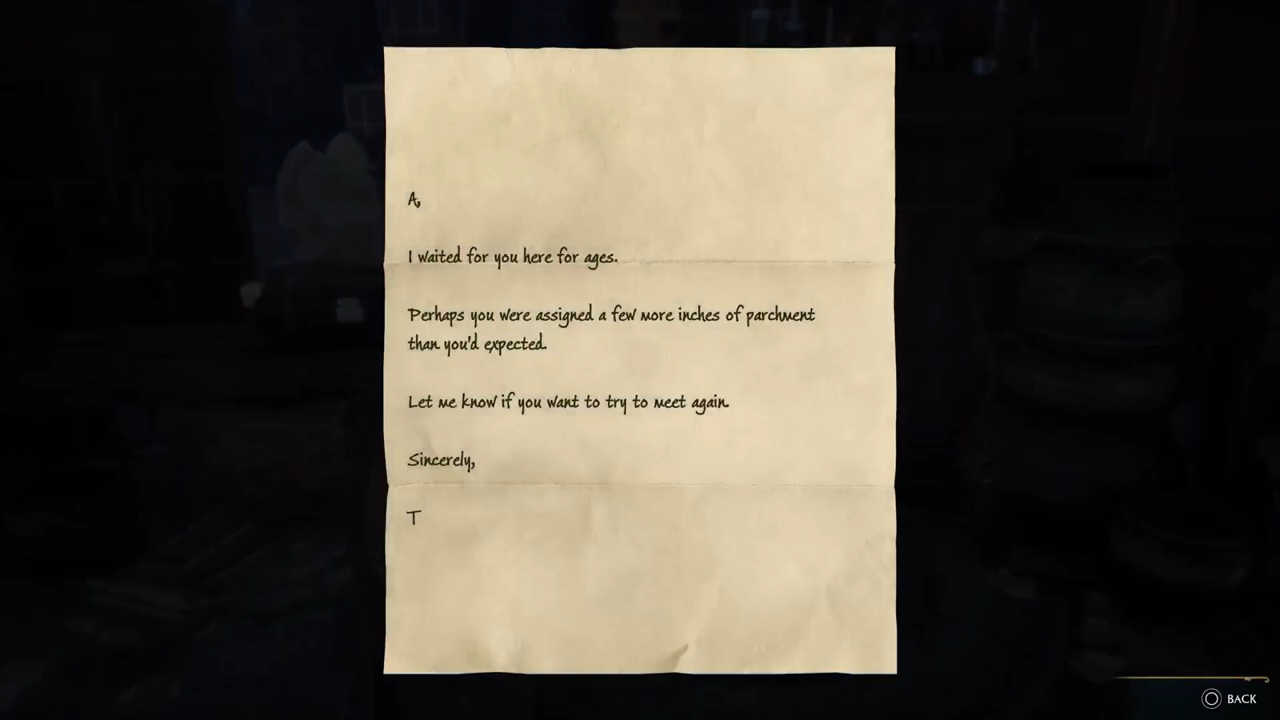 A,
I waited for you here for ages.
Perhaps you were assigned a few more inches of parchment
than you'd expected.
Let me know if you want to try to meet again.
Sincerely,
T
BACK